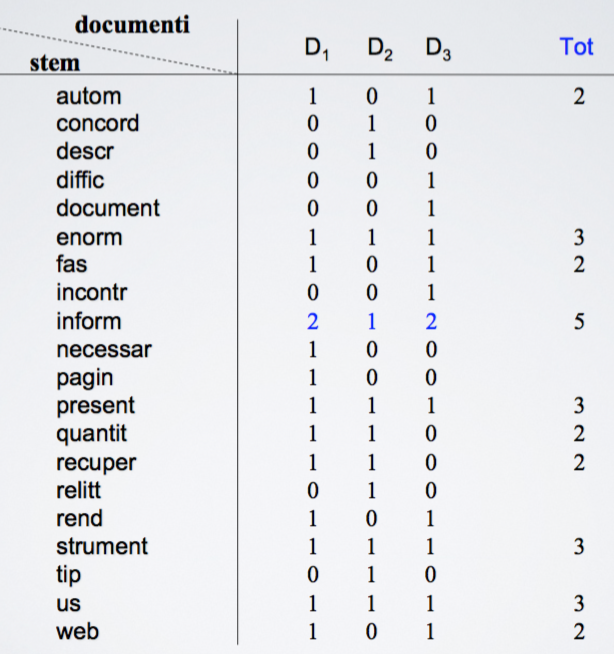 documenti
D1 D2 D3 Tot
stem
autom 1 0 1 2
concord 0 1 0
descr 0 1 0
diffic 0 0 1
document 0 0 1
enorm 1 1 1 3
fas 1 0 1 2
incontr 0 0 1
inform 2 1 2 5
necessar 1 0 0
pagin 1 0 0
present 1 1 1 3
quantit 1 1 0 2
recuper 1 1 0 2
relitt 0 1 0
rend 1 0 1
strument 1 1 1 3
tip 0 1 0
us 1 1 1 3
web 1 0 1 2